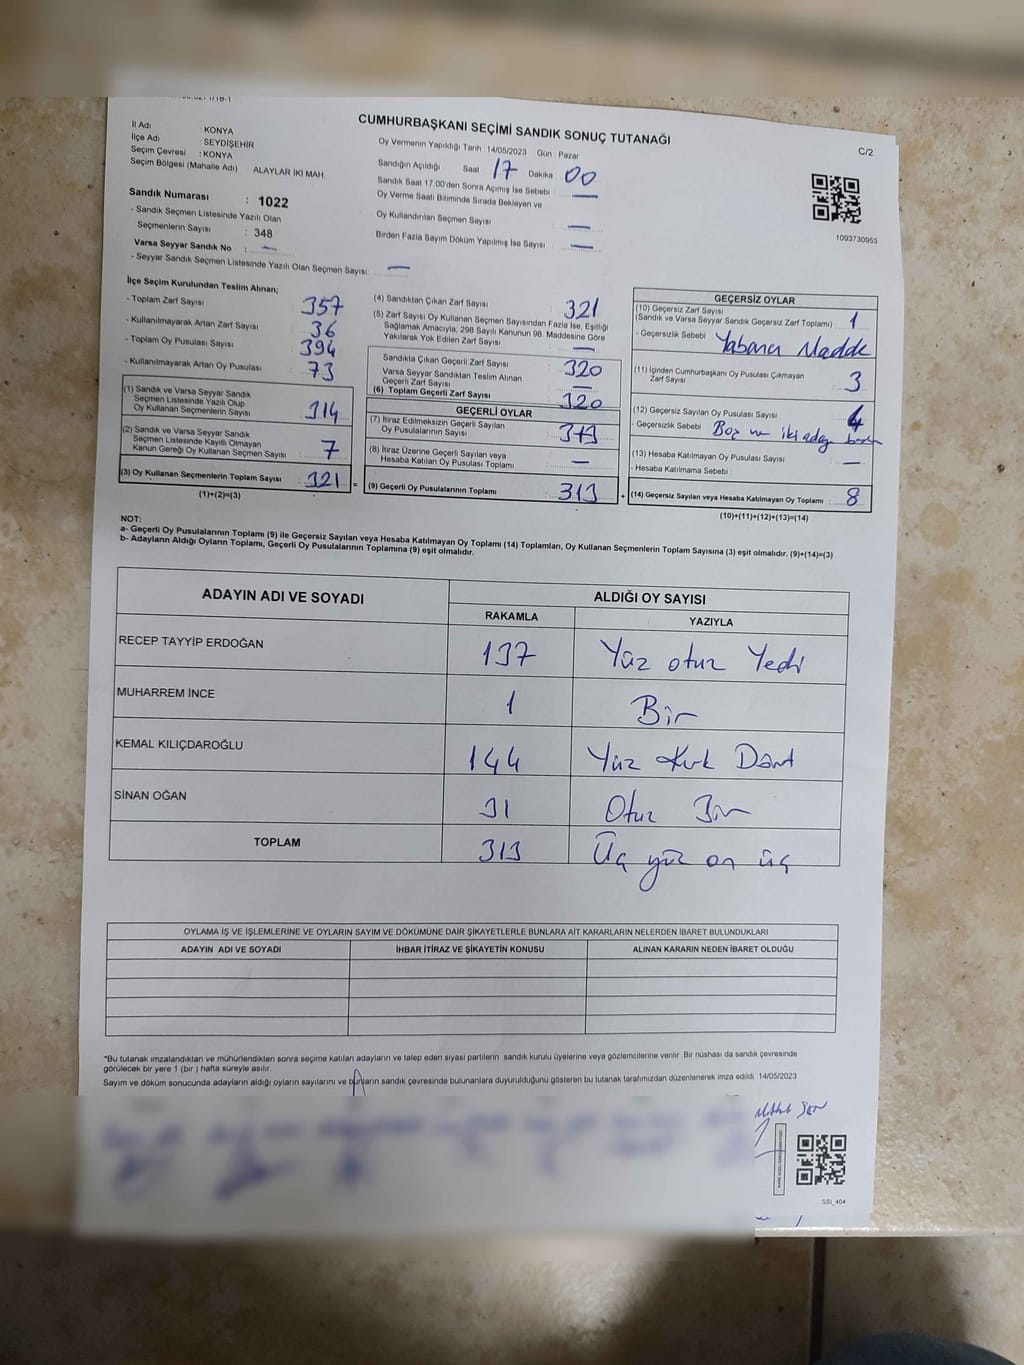 CUMHURBAŞKANI SEÇİMİ SANDIK SONUÇ TUTANAĞI
C/2
İl Adı : KONYA
İlçe Adı : SEYDİŞEHİR
Seçim Çevresi : KONYA
Seçim Bölgesi (Mahalle Adı) ALAYLAR İKİ MAH.
Sandık Numarası : 1022
- Sandık Seçmen Listesinde Yazılı Olan
Seçmenlerin Sayısı : 348
Varsa Seyyar Sandık No : —
- Seyyar Sandık Seçmen Listesinde Yazılı Olan Seçmen Sayısı: —
Oy Vermenin Yapıldığı Tarih : 14/05/2023 Gün : Pazar
Sandığın Açıldığı Saat 17 Dakika : 00
Sandık Saat 17.00'den Sonra Açılmış İse Sebebi : —
Oy Verme Saati Bitiminde Sırada Bekleyen ve
Oy Kullandırılan Seçmen Sayısı : —
Birden Fazla Sayım Döküm Yapılmış İse Sayısı : —
1093730953
İlçe Seçim Kurulundan Teslim Alınan;
- Toplam Zarf Sayısı : 357
- Kullanılmayarak Artan Zarf Sayısı : 36
- Toplam Oy Pusulası Sayısı : 394
- Kullanılmayarak Artan Oy Pusulası : 73
(1) Sandık ve Varsa Seyyar Sandık
Seçmen Listesinde Yazılı Olup
Oy Kullanan Seçmenlerin Sayısı : 314
(2) Sandık ve Varsa Seyyar Sandık
Seçmen Listesinde Kayıtlı Olmayan
Kanun Gereği Oy Kullanan Seçmen Sayısı : 7
(3) Oy Kullanan Seçmenlerin Toplam Sayısı : 321 =
(1)+(2)=(3)
(4) Sandıktan Çıkan Zarf Sayısı : 321
(5) Zarf Sayısı Oy Kullanan Seçmen Sayısından Fazla İse, Eşitliği
Sağlamak Amacıyla, 298 Sayılı Kanunun 98. Maddesine Göre
Yakılarak Yok Edilen Zarf Sayısı : —
Sandıkta Çıkan Geçerli Zarf Sayısı : 320
Varsa Seyyar Sandıktan Teslim Alınan
Geçerli Zarf Sayısı : —
(6) Toplam Geçerli Zarf Sayısı : 320
GEÇERLİ OYLAR
(7) İtiraz Edilmeksizin Geçerli Sayılan
Oy Pusulalarının Sayısı : 313
(8) İtiraz Üzerine Geçerli Sayılan veya
Hesaba Katılan Oy Pusulası Toplamı : —
(9) Geçerli Oy Pusulalarının Toplamı : 313 +
GEÇERSİZ OYLAR
(10) Geçersiz Zarf Sayısı
(Sandık ve Varsa Seyyar Sandık Geçersiz Zarf Toplamı) : 1
- Geçersizlik Sebebi : Yabancı Madde
(11) İçinden Cumhurbaşkanı Oy Pusulası Çıkmayan
Zarf Sayısı : 3
(12) Geçersiz Sayılan Oy Pusulası Sayısı : 4
- Geçersizlik Sebebi Boş ve iki aday
(13) Hesaba Katılmayan Oy Pusulası Sayısı : —
- Hesaba Katılmama Sebebi
(14) Geçersiz Sayılan veya Hesaba Katılmayan Oy Toplamı : 8
(10)+(11)+(12)+(13)=(14)
NOT:
a- Geçerli Oy Pusulalarının Toplamı (9) ile Geçersiz Sayılan veya Hesaba Katılmayan Oy Toplamı (14) Toplamları, Oy Kullanan Seçmenlerin Toplam Sayısına (3) eşit olmalıdır. (9)+(14)=(3)
b- Adayların Aldığı Oyların Toplamı, Geçerli Oy Pusulalarının Toplamına (9) eşit olmalıdır.
ADAYIN ADI VE SOYADI ALDIĞI OY SAYISI
RAKAMLA YAZIYLA
RECEP TAYYİP ERDOĞAN 137 Yüz otuz Yedi
MUHARREM İNCE 1 Bir
KEMAL KILIÇDAROĞLU 144 Yüz Kırk Dört
SİNAN OĞAN 31 Otuz Bir
TOPLAM 313 Üç yüz on üç
OYLAMA İŞ VE İŞLEMLERİNE VE OYLARIN SAYIM VE DÖKÜMÜNE DAİR ŞİKAYETLERLE BUNLARA AİT KARARLARIN NELERDEN İBARET BULUNDUKLARI
ADAYIN ADI VE SOYADI İHBAR İTİRAZ VE ŞİKAYETİN KONUSU ALINAN KARARIN NEDEN İBARET OLDUĞU
*Bu tutanak imzalandıktan ve mühürlendikten sonra seçime katılan adayların ve talep eden siyasi partilerin sandık kurulu üyelerine veya gözlemcilerine verilir. Bir nüshası da sandık çevresinde
görülecek bir yere 1 (bir) hafta süreyle asılır.
Sayım ve döküm sonucunda adayların aldığı oyların sayılarını ve bunların sandık çevresinde bulunanlara duyurulduğunu gösteren bu tutanak tarafımızdan düzenlenerek imza edildi. 14/05/2023
SSI_404